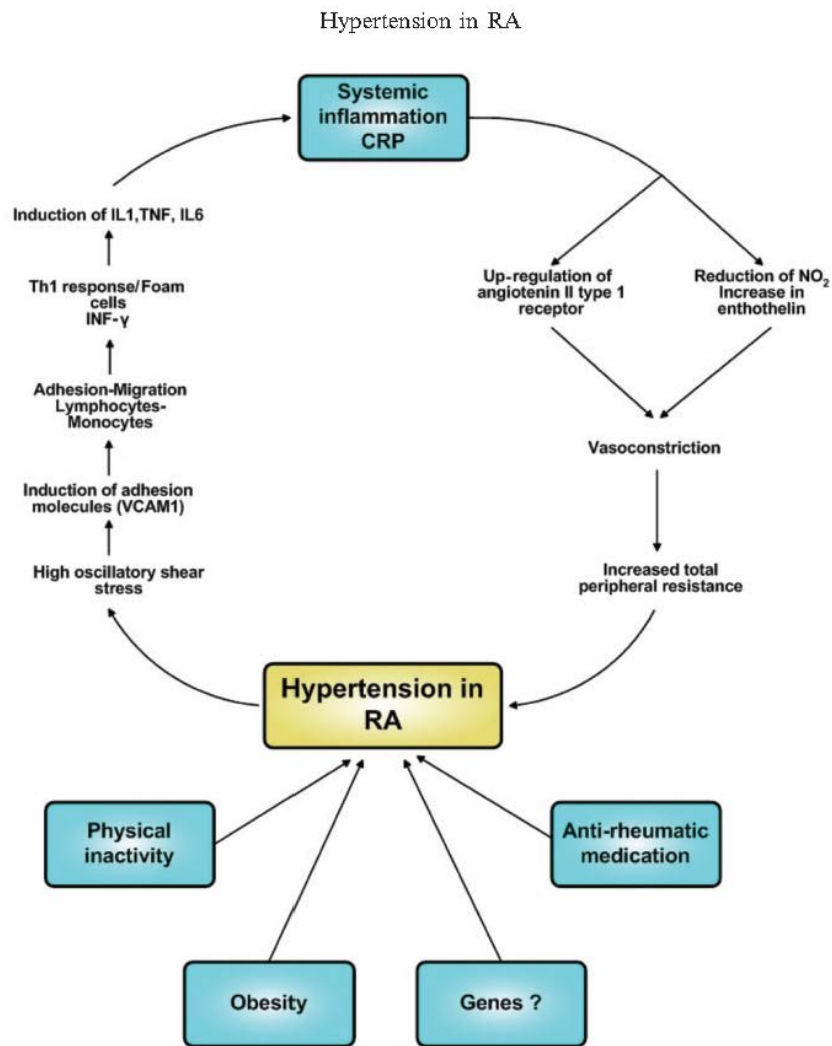 Hypertension in RA
Systemic
inflammation
CRP
Induction of IL1,TNF, IL6
Th1 response/Foam
cells
INF-γ
Adhesion-Migration
Lymphocytes-
Monocytes
Induction of adhesion
molecules (VCAM1)
High oscillatory shear
stress
Up-regulation of
angiotenin II type 1
receptor
Reduction of NO₂
Increase in
enthothelin
Vasoconstriction
Increased total
peripheral resistance
Hypertension in
RA
Physical
inactivity
Anti-rheumatic
medication
Obesity
Genes ?